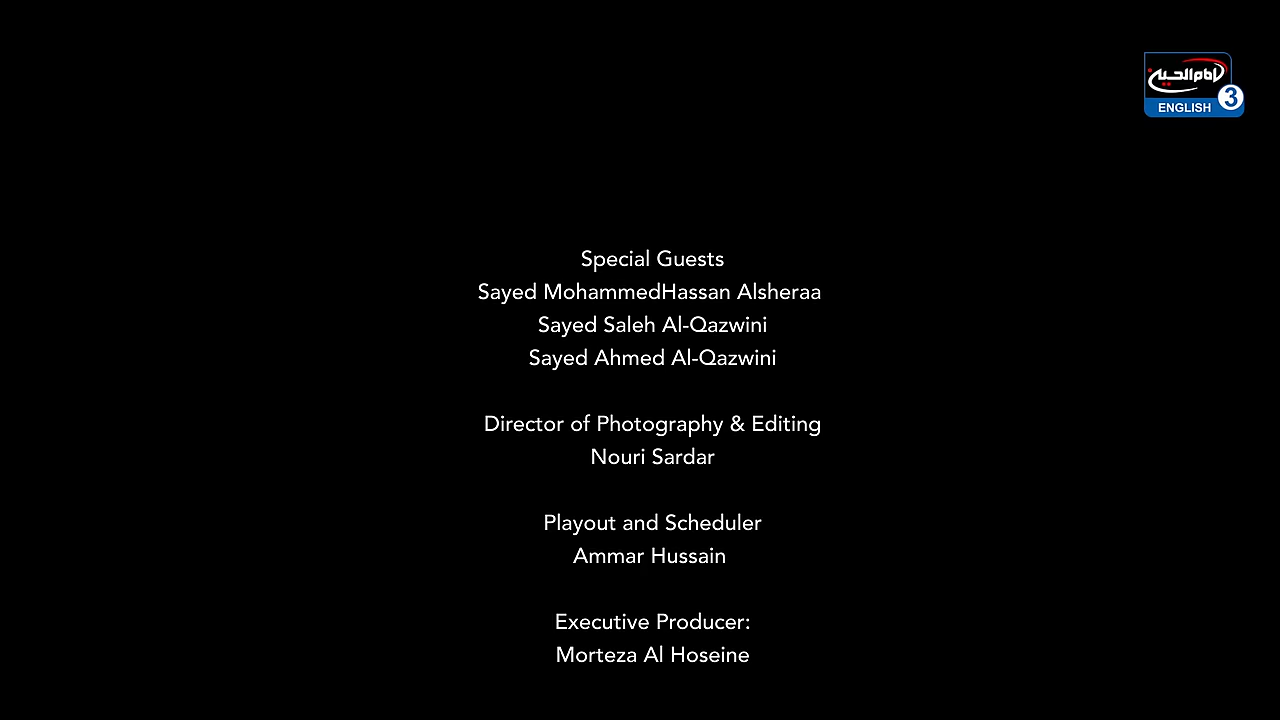 امام الحسین
3
ENGLISH
Special Guests
Sayed MohammedHassan Alsheraa
Sayed Saleh Al-Qazwini
Sayed Ahmed Al-Qazwini
Director of Photography & Editing
Nouri Sardar
Playout and Scheduler
Ammar Hussain
Executive Producer:
Morteza Al Hoseine